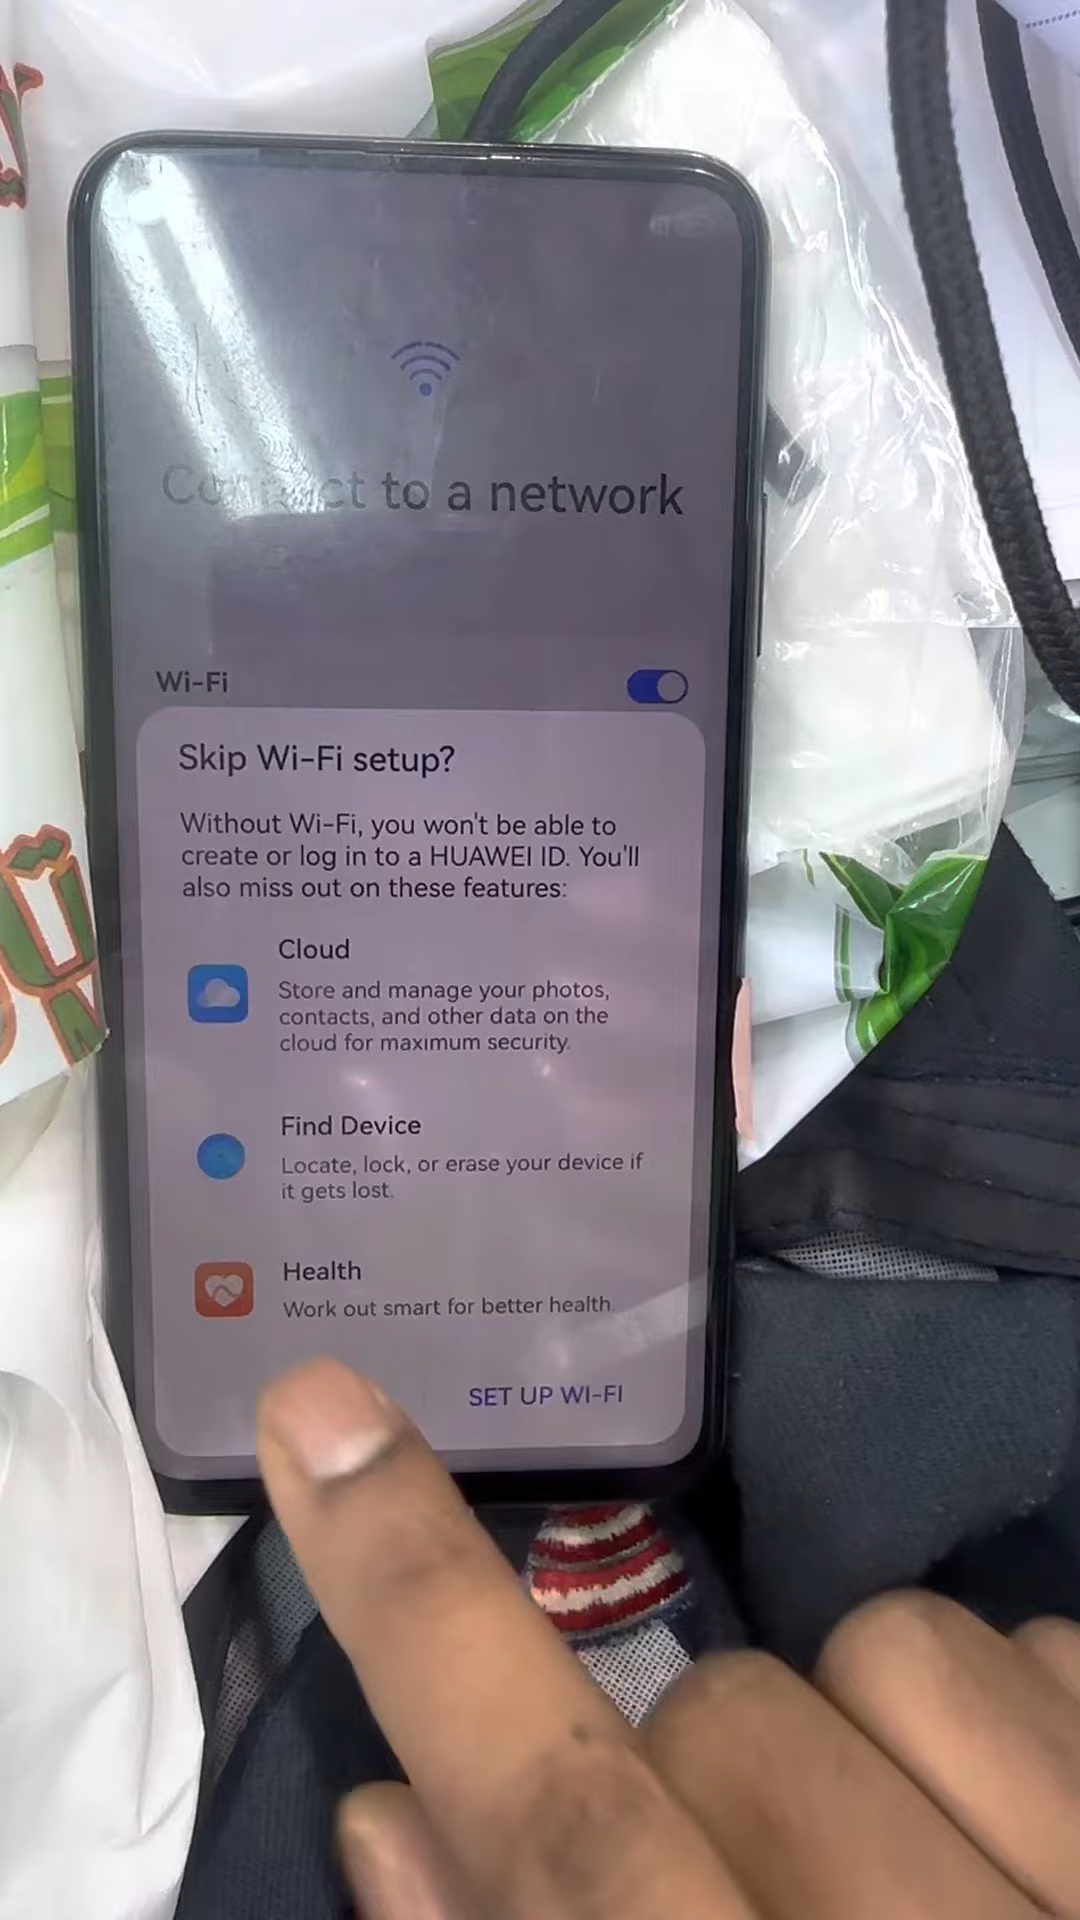 Connect to a network
Wi-Fi
Skip Wi-Fi setup?
Without Wi-Fi, you won't be able to
create or log in to a HUAWEI ID. You'll
also miss out on these features:
Cloud
Store and manage your photos,
contacts, and other data on the
cloud for maximum security.
Find Device
Locate, lock, or erase your device if
it gets lost.
Health
Work out smart for better health.
SET UP WI-FI